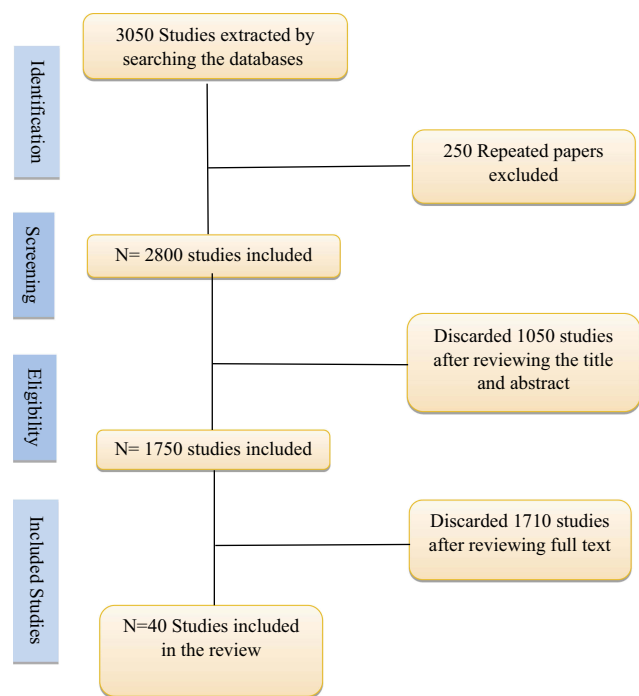 Identification
3050 Studies extracted by
searching the databases
250 Repeated papers
excluded
Screening
N= 2800 studies included
Discarded 1050 studies
after reviewing the title
and abstract
Eligibility
N= 1750 studies included
Discarded 1710 studies
after reviewing full text
Included Studies
N=40 Studies included
in the review